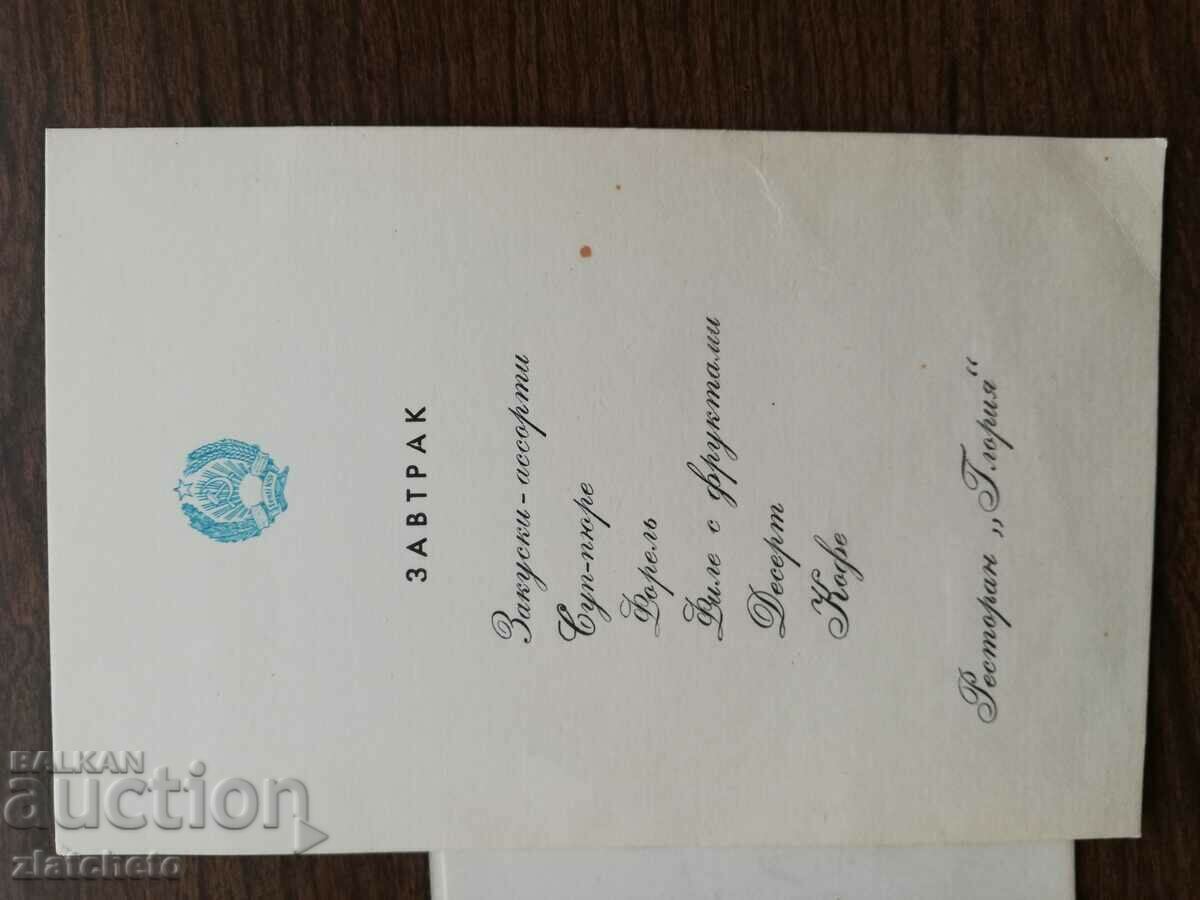 ЗАВТРАК
Закуски-ассорти
Суп-пюре
Форель
Филе с фруктами
Десерт
Кофе
Ресторан „Глория“
BALKAN
auction
zlatcheto